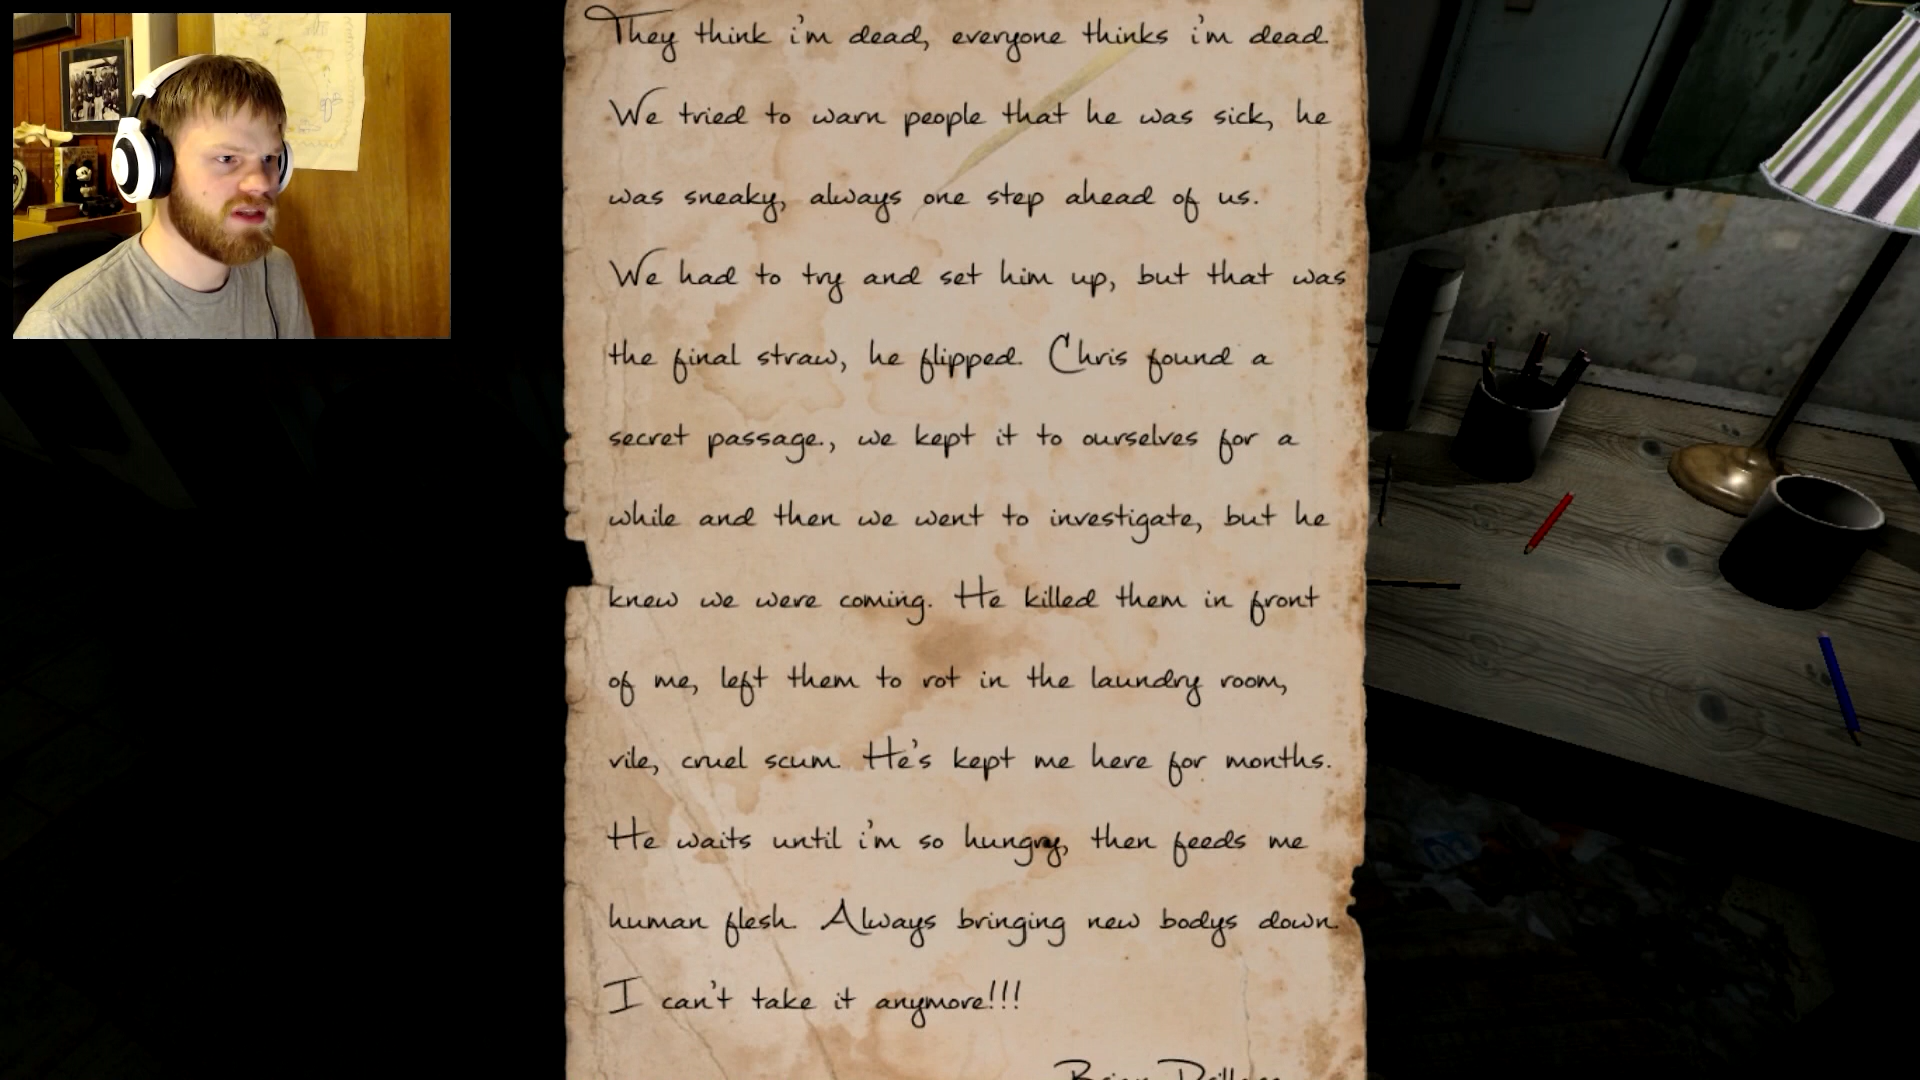 They think i'm dead, everyone thinks i'm dead.
We tried to warn people that he was sick, he
was sneaky, always one step ahead of us.
We had to try and set him up, but that was
the final straw, he flipped. Chris found a
secret passage., we kept it to ourselves for a
while and then we went to investigate, but he
knew we were coming. He killed them in front
of me, left them to rot in the laundry room,
vile, cruel scum. He's kept me here for months.
He waits until i'm so hungry, then feeds me
human flesh. Always bringing new bodys down.
I can't take it anymore!!!
Brian